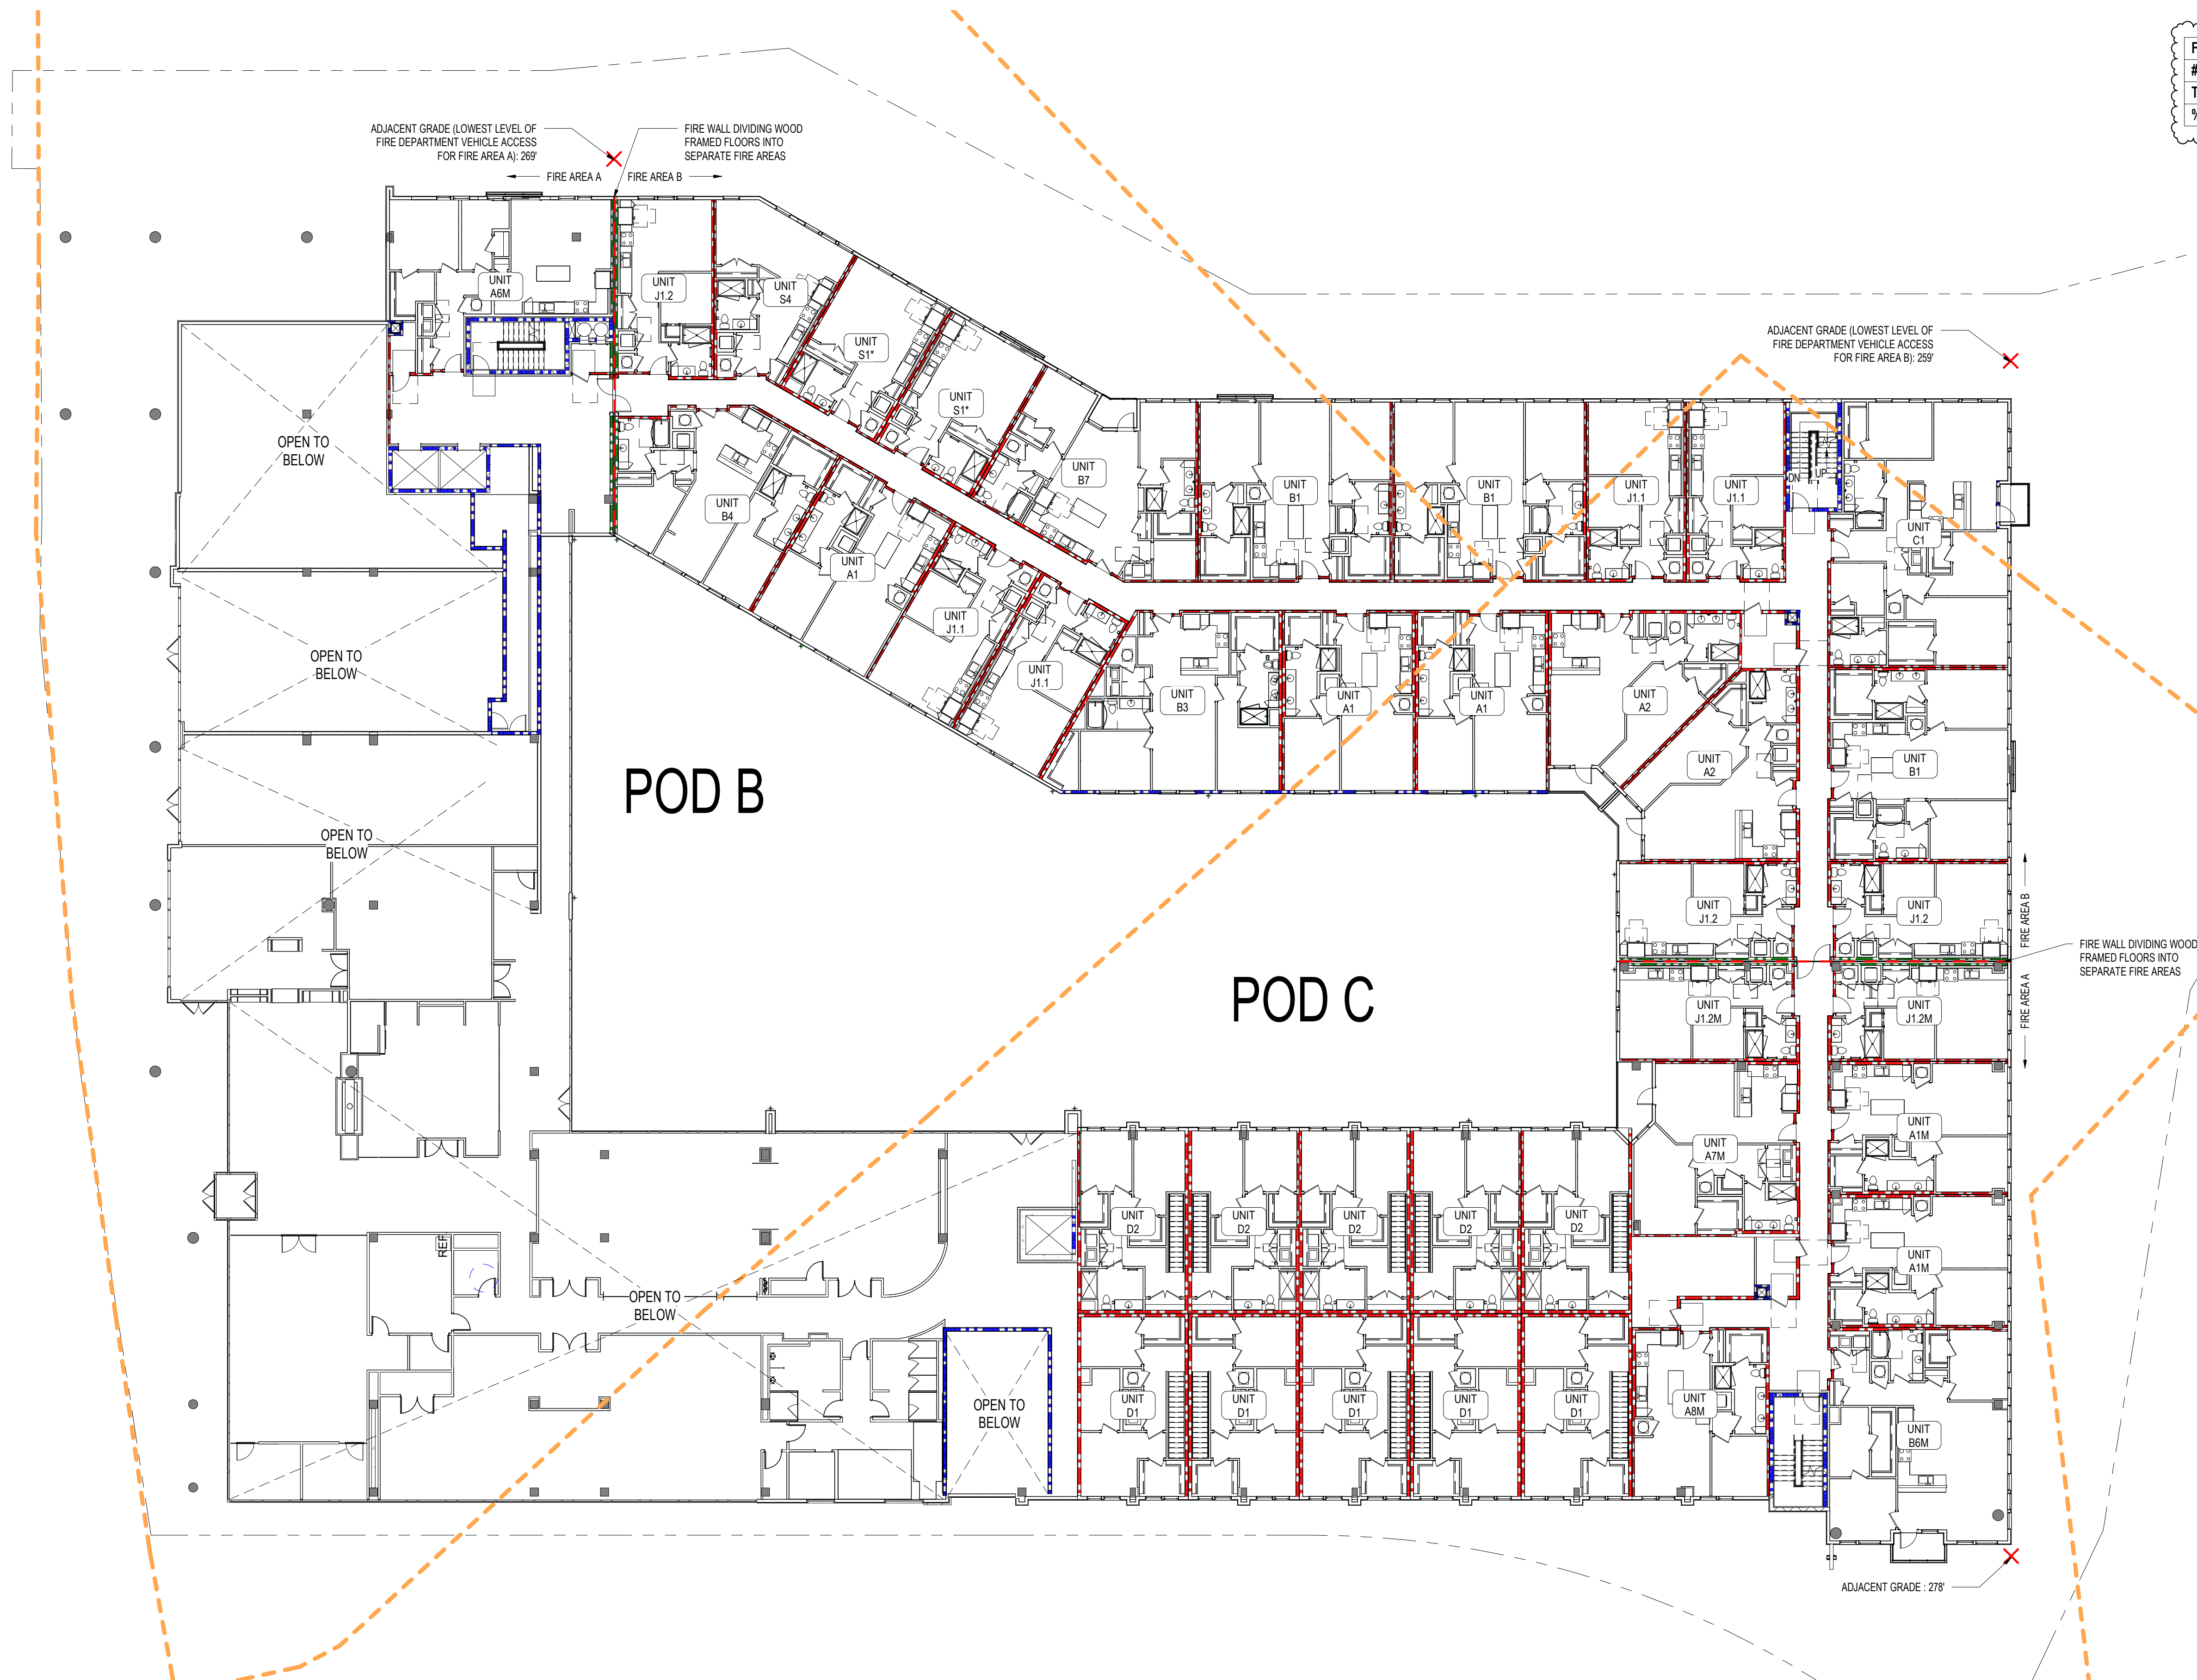 F
#
T
%
ADJACENT GRADE (LOWEST LEVEL OF
FIRE DEPARTMENT VEHICLE ACCESS
FOR FIRE AREA A): 269'
FIRE WALL DIVIDING WOOD
FRAMED FLOORS INTO
SEPARATE FIRE AREAS
FIRE AREA A
FIRE AREA B
UNIT
A6M
UNIT
J1.2
UNIT
S4
UNIT
S1*
UNIT
S1*
UNIT
B7
ADJACENT GRADE (LOWEST LEVEL OF
FIRE DEPARTMENT VEHICLE ACCESS
FOR FIRE AREA B): 259'
OPEN TO
BELOW
UNIT
B4
UNIT
A1
UNIT
J1.1
UNIT
J1.1
UNIT
B1
UNIT
B1
UNIT
J1.1
UNIT
J1.1
UP
DN
UNIT
C1
OPEN TO
BELOW
UNIT
B3
UNIT
A1
UNIT
A1
UNIT
A2
UNIT
A2
UNIT
B1
POD B
OPEN TO
BELOW
UNIT
J1.2
UNIT
J1.2
FIRE AREA B
FIRE WALL DIVIDING WOOD
FRAMED FLOORS INTO
SEPARATE FIRE AREAS
FIRE AREA A
POD C
UNIT
J1.2M
UNIT
J1.2M
UNIT
A7M
UNIT
A1M
UNIT
D2
UNIT
D2
UNIT
D2
UNIT
D2
UNIT
D2
REF
UNIT
A1M
OPEN TO
BELOW
OPEN TO
BELOW
UNIT
D1
UNIT
D1
UNIT
D1
UNIT
D1
UNIT
D1
UNIT
A8M
UNIT
B6M
ADJACENT GRADE : 278'